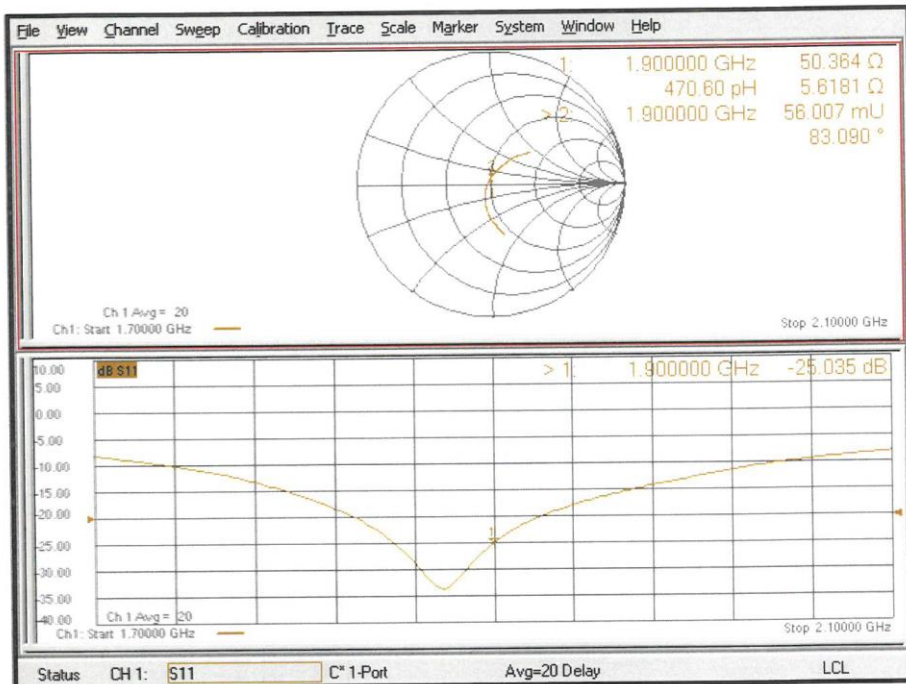 File View Channel Sweep Calibration Trace Scale Marker System Window Help
1: 1.900000 GHz 50.364 Ω
470.60 pH 5.6181 Ω
> 2: 1.900000 GHz 56.007 mU
83.090 °
1
Ch 1 Avg = 20
Ch1: Start 1.70000 GHz
Stop 2.10000 GHz
10.00
dB S11
> 1: 1.900000 GHz -25.035 dB
5.00
0.00
-5.00
-10.00
-15.00
-20.00
-25.00
1
-30.00
-35.00
-40.00
Ch 1 Avg = 20
Ch1: Start 1.70000 GHz
Stop 2.10000 GHz
Status CH 1: S11 C* 1-Port Avg=20 Delay LCL